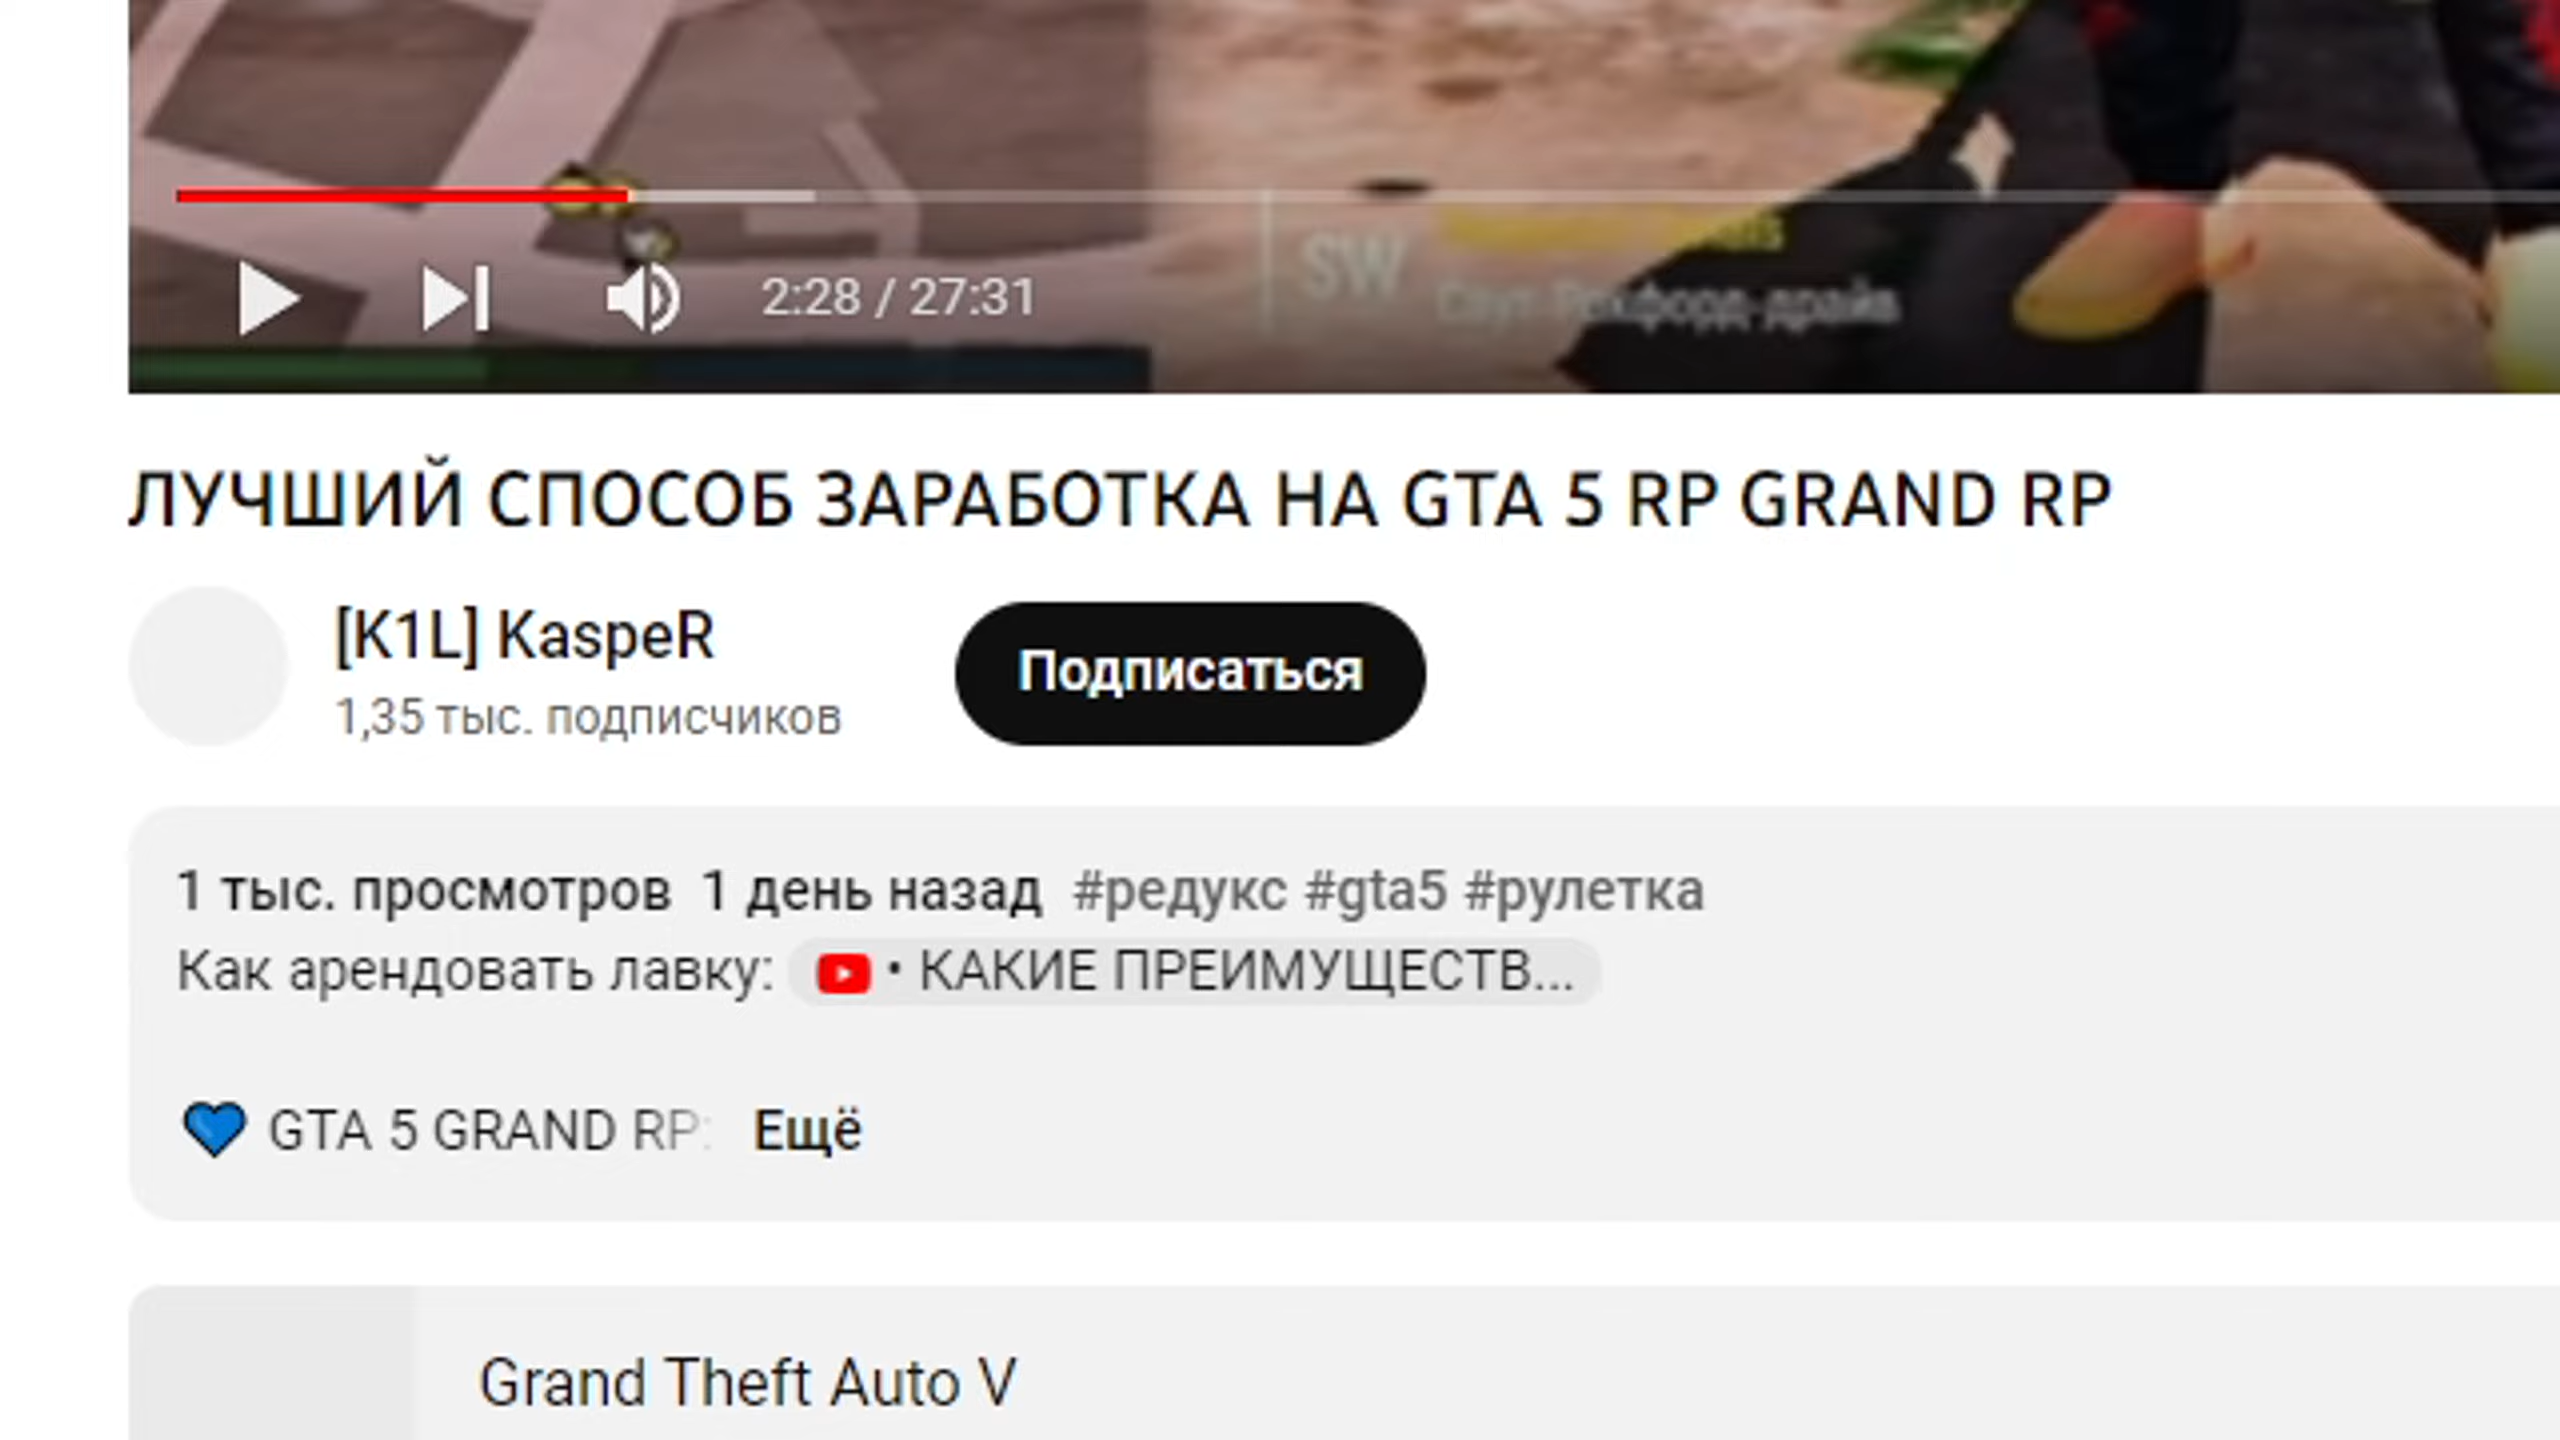 SW
2:28 / 27:31
ЛУЧШИЙ СПОСОБ ЗАРАБОТКА НА GTA 5 RP GRAND RP
[K1L] KaspeR
Подписаться
1,35 тыс. подписчиков
1 тыс. просмотров 1 день назад #редукс #gta5 #рулетка
Как арендовать лавку: • КАКИЕ ПРЕИМУЩЕСТВ...
GTA 5 GRAND RP: Ещё
Grand Theft Auto V